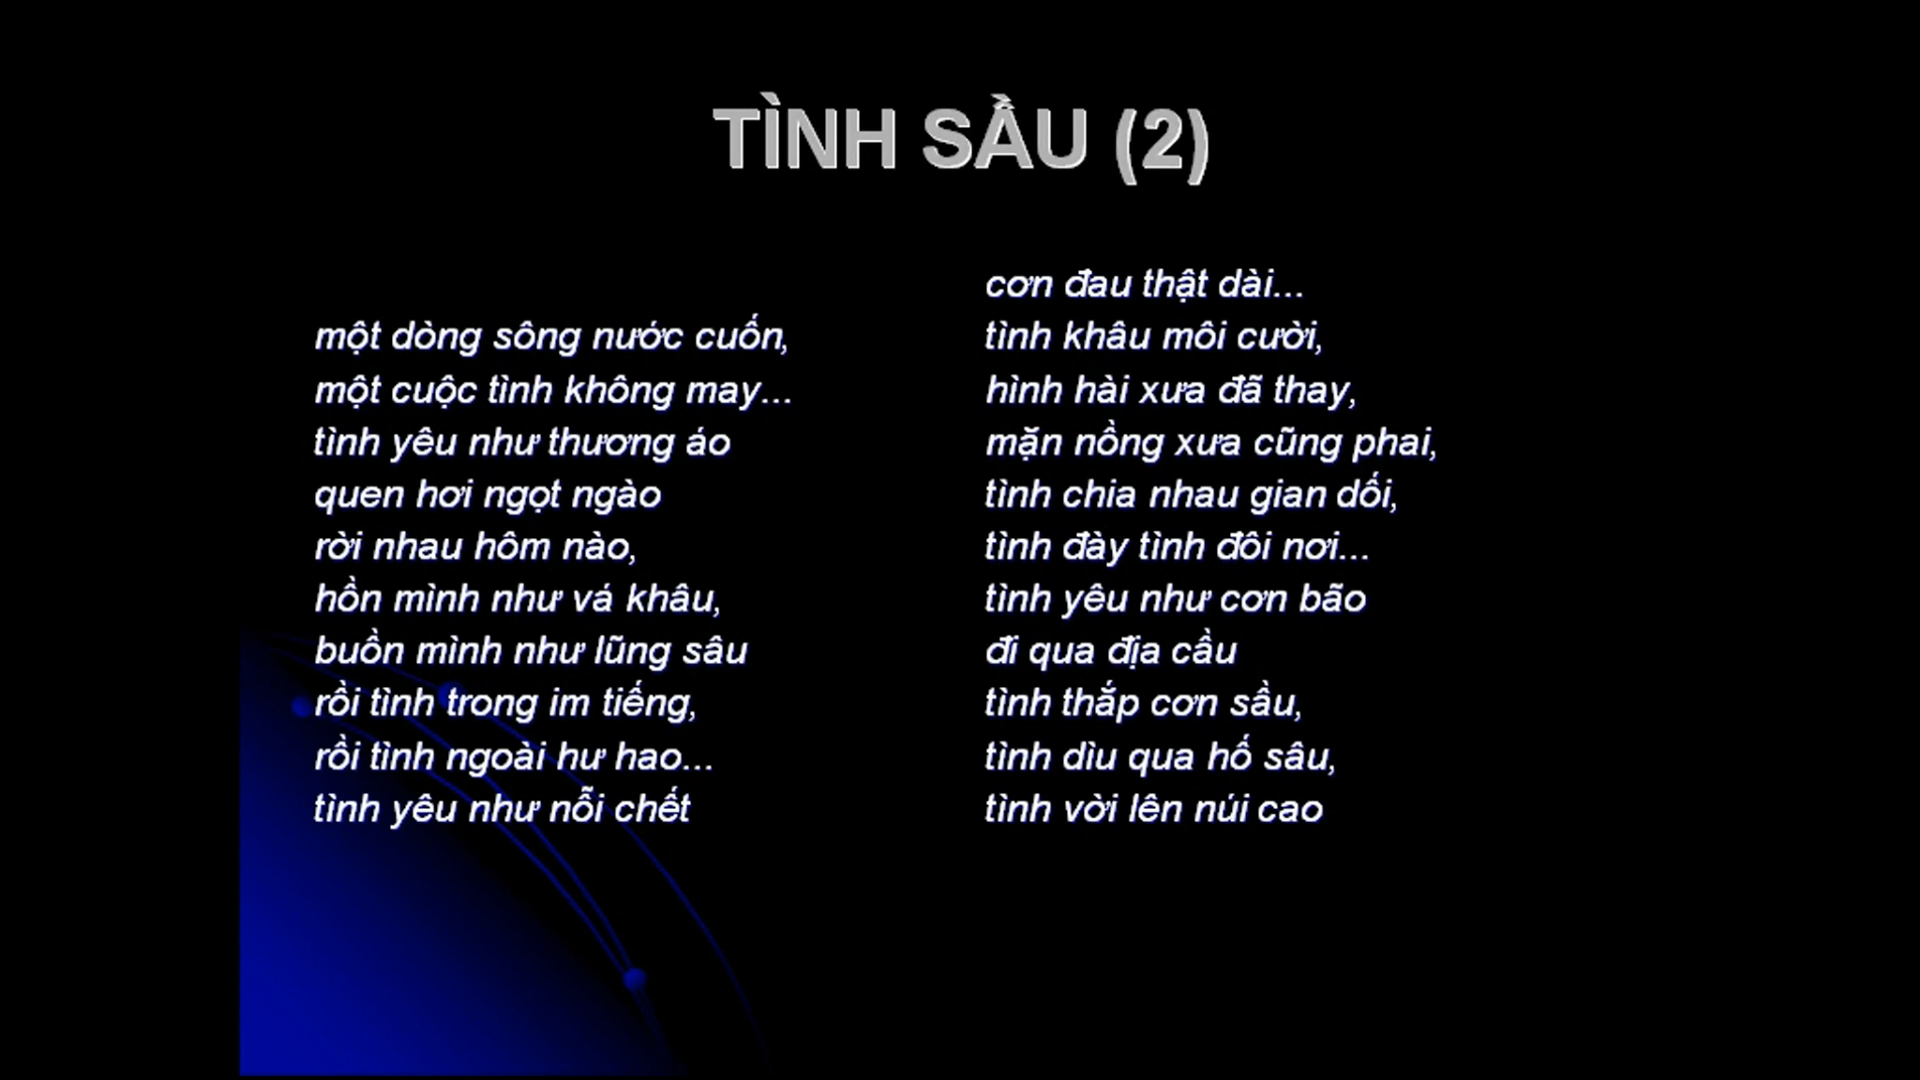 TÌNH SẦU (2)
một dòng sông nước cuốn,
một cuộc tình không may...
tình yêu như thương áo
quen hơi ngọt ngào
rời nhau hôm nào,
hồn mình như vá khâu,
buồn mình như lũng sâu
rồi tình trong im tiếng,
rồi tình ngoài hư hao...
tình yêu như nỗi chết
cơn đau thật dài...
tình khâu môi cười,
hình hài xưa đã thay,
mặn nồng xưa cũng phai,
tình chia nhau gian dối,
tình đày tình đôi nơi...
tình yêu như cơn bão
đi qua địa cầu
tình thắp cơn sầu,
tình dìu qua hố sâu,
tình vời lên núi cao